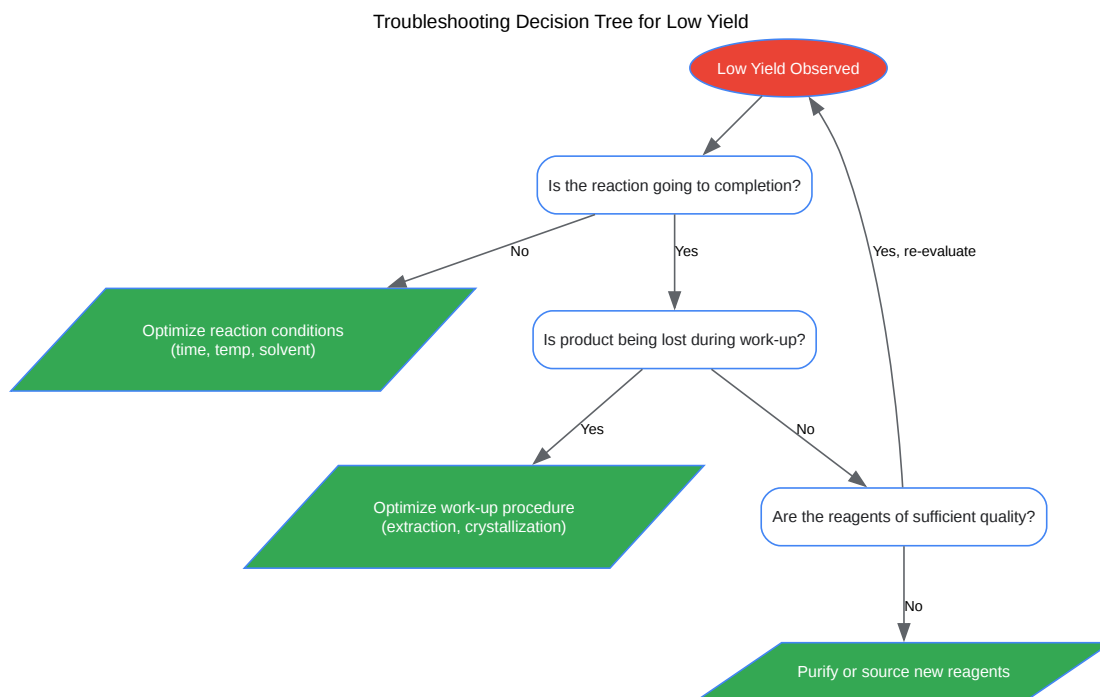 Troubleshooting Decision Tree for Low Yield
Low Yield Observed
Is the reaction going to completion?
No
Yes
Yes, re-evaluate
Optimize reaction conditions
(time, temp, solvent)
Is product being lost during work-up?
Yes
No
Optimize work-up procedure
(extraction, crystallization)
Are the reagents of sufficient quality?
No
Purify or source new reagents